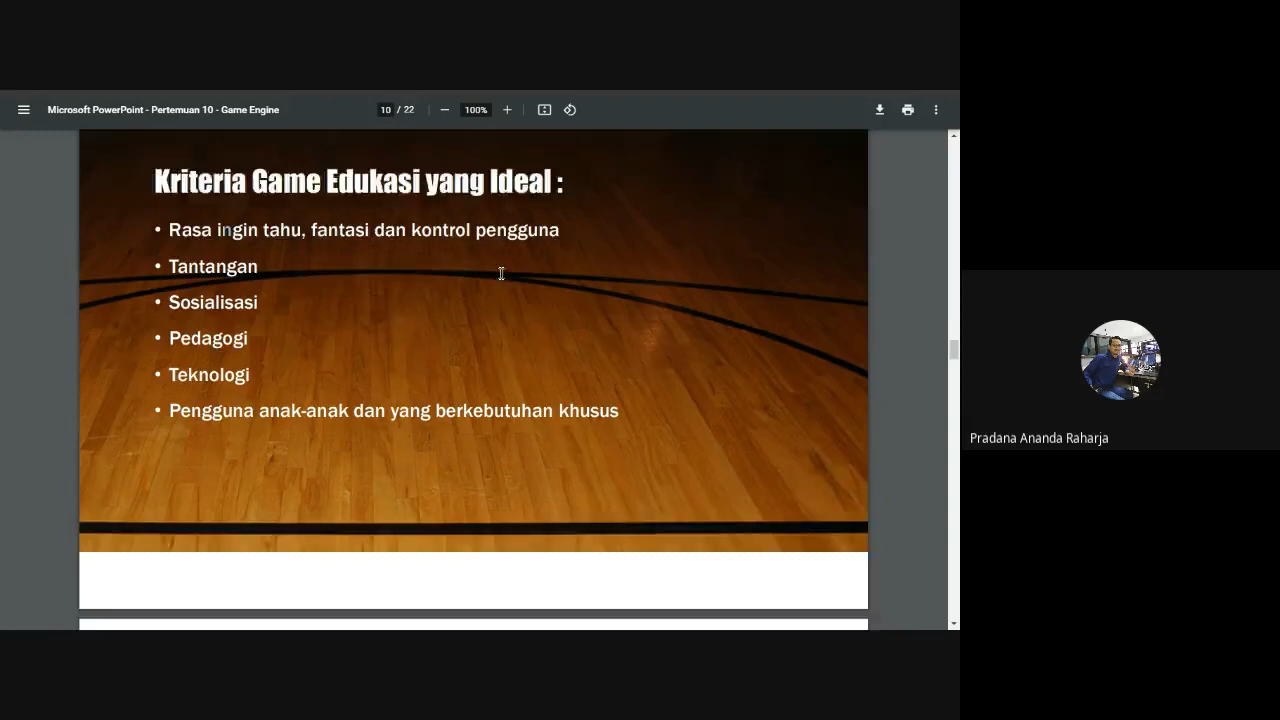 Microsoft PowerPoint - Pertemuan 10 - Game Engine
10 / 22
100%
Kriteria Game Edukasi yang Ideal :
• Rasa ingin tahu, fantasi dan kontrol pengguna
• Tantangan
• Sosialisasi
• Pedagogi
• Teknologi
• Pengguna anak-anak dan yang berkebutuhan khusus
Pradana Ananda Raharja